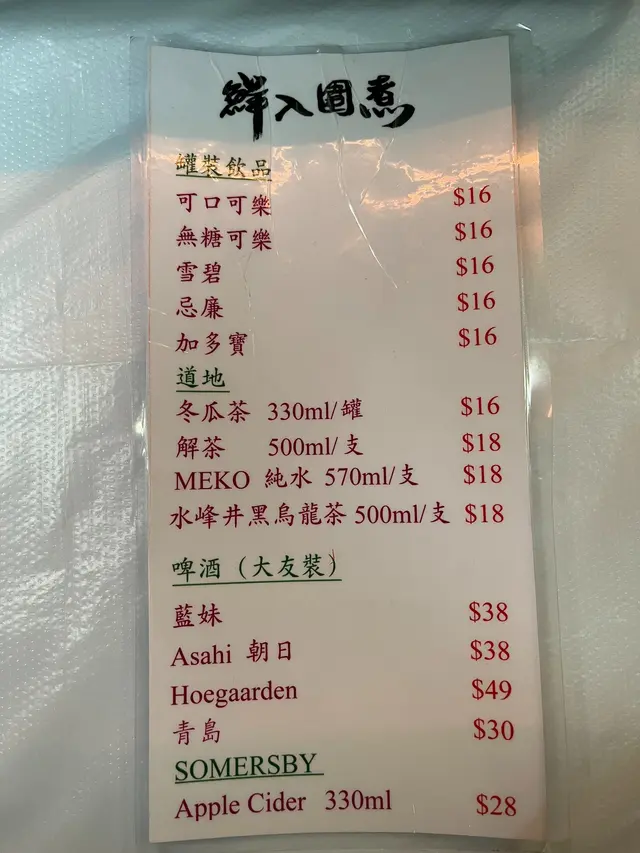 鮮入圍煮
罐裝飲品
可口可樂 $16
無糖可樂 $16
雪碧 $16
忌廉 $16
加多寶 $16
道地
冬瓜茶 330ml/罐 $16
解茶 500ml/支 $18
MEKO 純水 570ml/支 $18
水峰井黑烏龍茶 500ml/支 $18
啤酒（大友裝）
藍妹 $38
Asahi 朝日 $38
Hoegaarden $49
青島 $30
SOMERSBY
Apple Cider 330ml $28